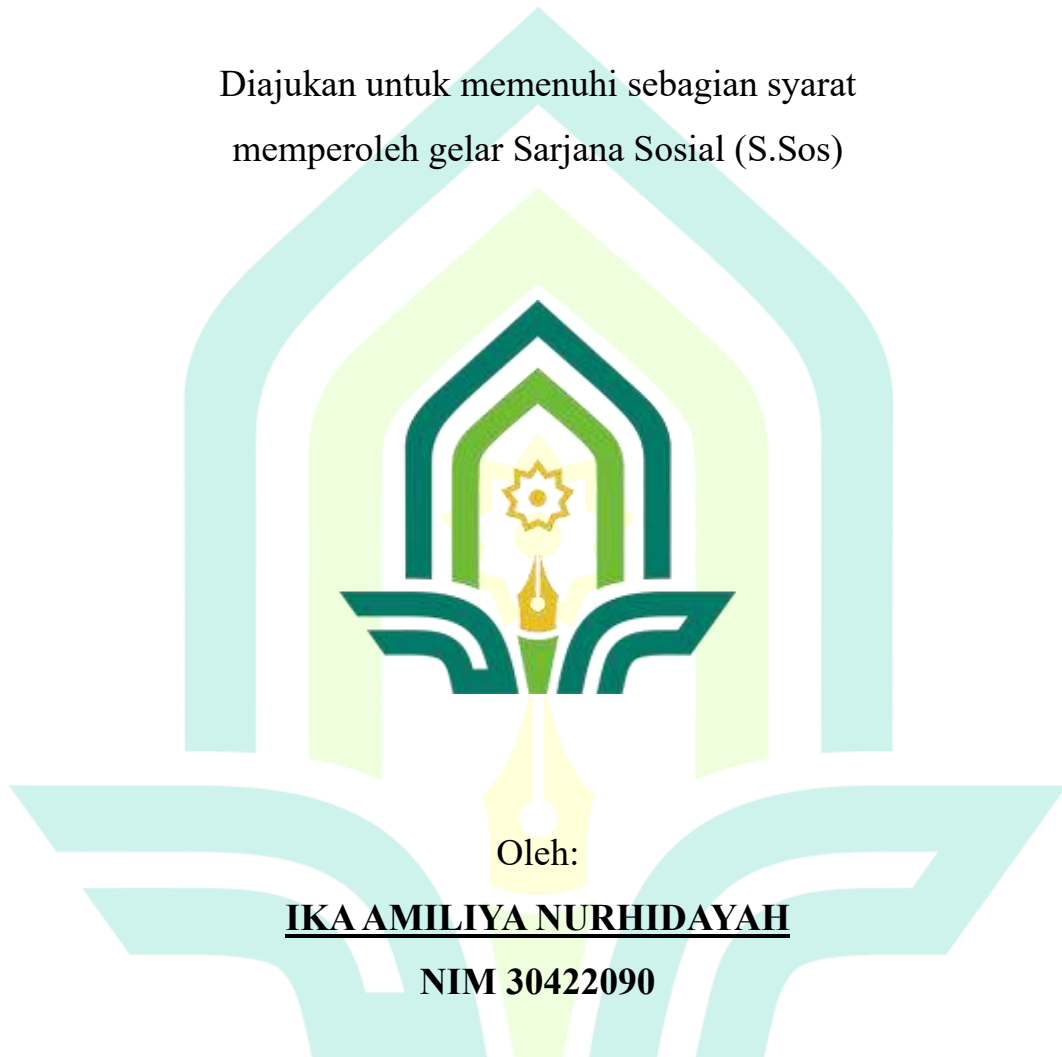 Diajukan untuk memenuhi sebagian syarat
memperoleh gelar Sarjana Sosial (S.Sos)
Oleh:
IKA AMILIYA NURHIDAYAH
NIM 30422090